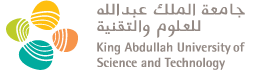 جامعة الملك عبدالله
للعلوم والتقنية
King Abdullah University of
Science and Technology